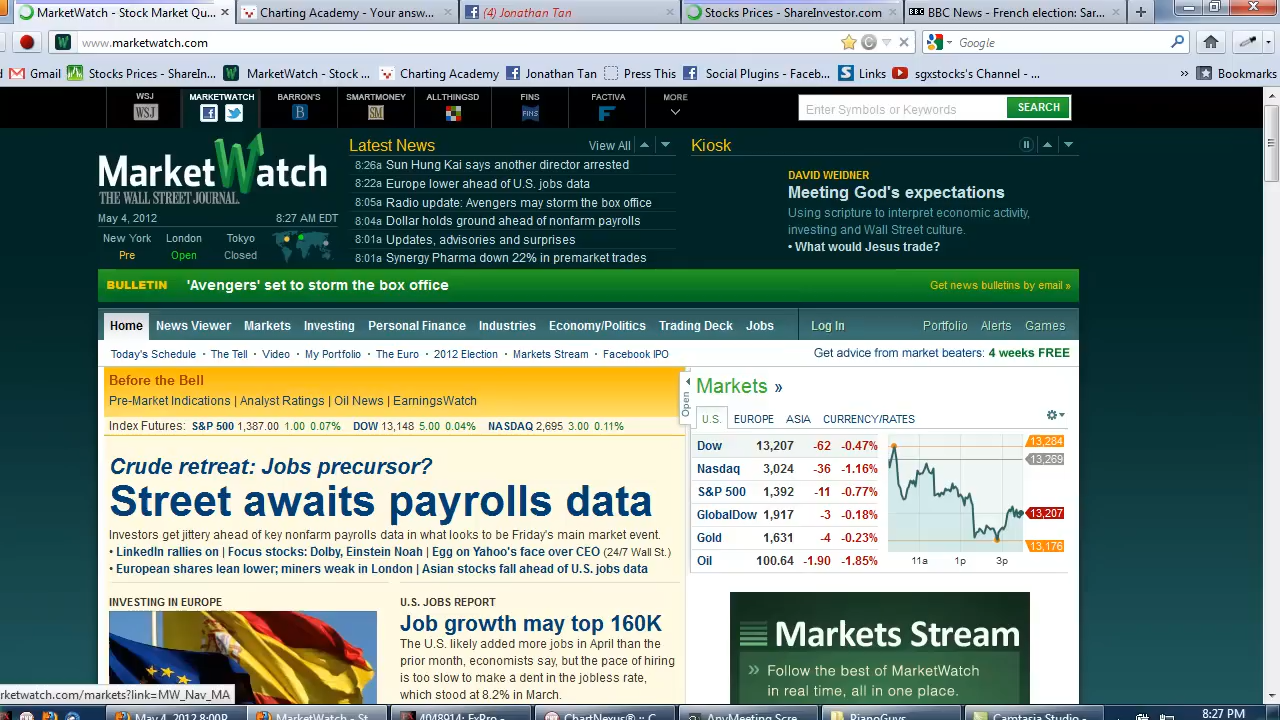 MarketWatch - Stock Market Qu...
Charting Academy - Your answ...
(4) Jonathan Tan
Stocks Prices - ShareInvestor.com
BBC News - French election: Sar...
www.marketwatch.com
Google
Gmail
Stocks Prices - ShareIn...
MarketWatch - Stock ...
Charting Academy
Jonathan Tan
Press This
Social Plugins - Faceb...
Links
sgxstocks's Channel - ...
Bookmarks
WSJ
MARKETWATCH
BARRON'S
SMARTMONEY
ALLTHINGSD
FINS
FACTIVA
MORE
Enter Symbols or Keywords
SEARCH
MarketWatch
THE WALL STREET JOURNAL.
May 4, 2012
8:27 AM EDT
New York
London
Tokyo
Pre
Open
Closed
Latest News
View All
8:26a Sun Hung Kai says another director arrested
8:22a Europe lower ahead of U.S. jobs data
8:05a Radio update: Avengers may storm the box office
8:04a Dollar holds ground ahead of nonfarm payrolls
8:01a Updates, advisories and surprises
8:01a Synergy Pharma down 22% in premarket trades
Kiosk
DAVID WEIDNER
Meeting God's expectations
Using scripture to interpret economic activity,
investing and Wall Street culture.
• What would Jesus trade?
BULLETIN 'Avengers' set to storm the box office
Get news bulletins by email »
Home News Viewer Markets Investing Personal Finance Industries Economy/Politics Trading Deck Jobs
Log In
Portfolio Alerts Games
Today's Schedule • The Tell • Video • My Portfolio • The Euro • 2012 Election • Markets Stream • Facebook IPO
Get advice from market beaters: 4 weeks FREE
Before the Bell
Pre-Market Indications | Analyst Ratings | Oil News | EarningsWatch
Index Futures: S&P 500 1,387.00 1.00 0.07% DOW 13,148 5.00 0.04% NASDAQ 2,695 3.00 0.11%
Crude retreat: Jobs precursor?
Street awaits payrolls data
Investors get jittery ahead of key nonfarm payrolls data in what looks to be Friday's main market event.
• LinkedIn rallies on | Focus stocks: Dolby, Einstein Noah | Egg on Yahoo's face over CEO (24/7 Wall St.)
• European shares lean lower; miners weak in London | Asian stocks fall ahead of U.S. jobs data
INVESTING IN EUROPE
U.S. JOBS REPORT
Job growth may top 160K
The U.S. likely added more jobs in April than the
prior month, economists say, but the pace of hiring
is too slow to make a dent in the jobless rate,
which stood at 8.2% in March.
Open
Markets »
U.S. EUROPE ASIA CURRENCY/RATES
Dow 13,207 -62 -0.47%
Nasdaq 3,024 -36 -1.16%
S&P 500 1,392 -11 -0.77%
GlobalDow 1,917 -3 -0.18%
Gold 1,631 -4 -0.23%
Oil 100.64 -1.90 -1.85%
13,284
13,269
13,207
13,176
11a 1p 3p
Markets Stream
» Follow the best of MarketWatch
in real time, all in one place.
rketwatch.com/markets?link=MW_Nav_MA
May 4, 2012 8:00P...
MarketWatch - St...
4048914: FxPro - ...
ChartNexus® :: C...
AnyMeeting Scre...
PianoGuys
Camtasia Studio - ...
8:27 PM